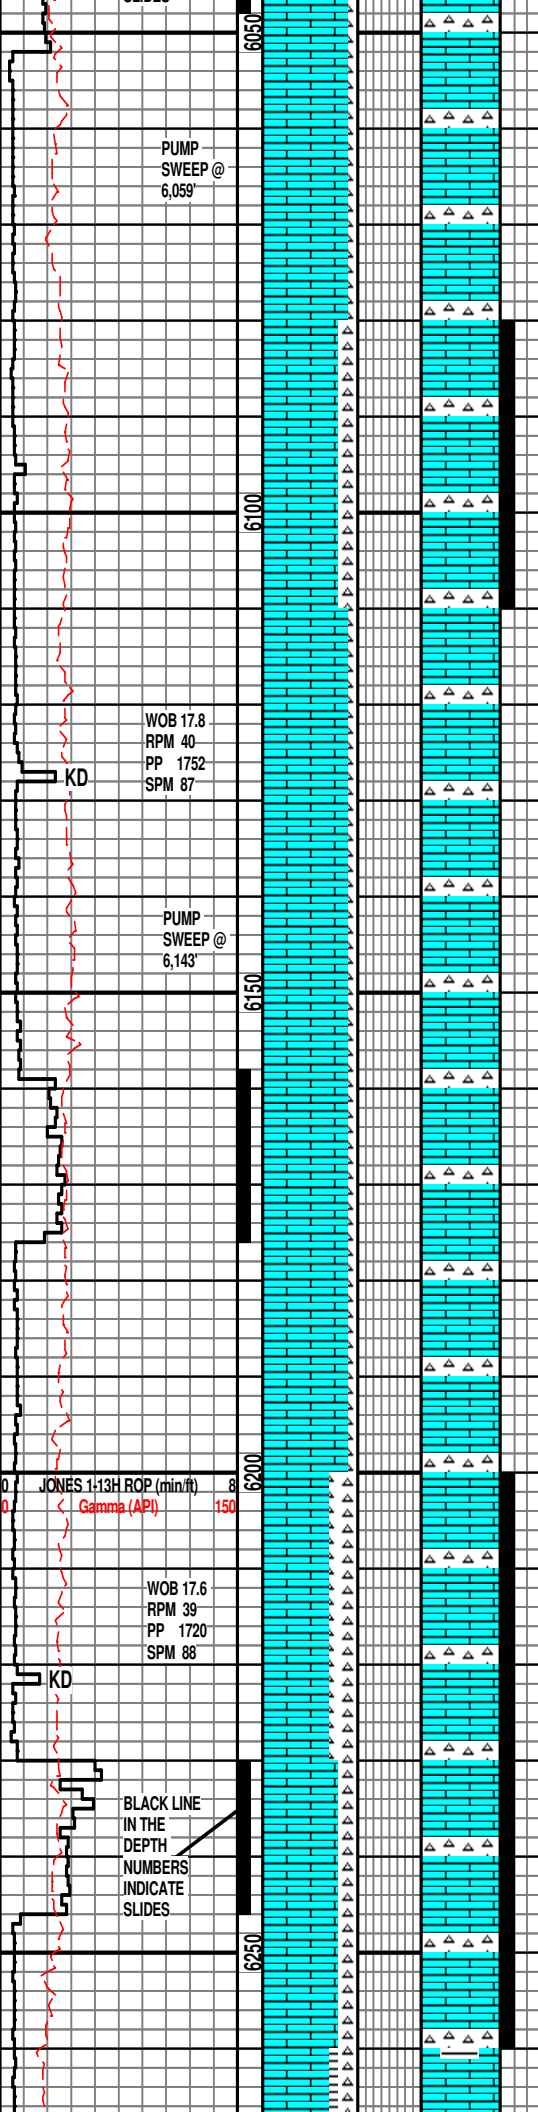 SLIDES
6050
PUMP
SWEEP @
6,059'
6100
WOB 17.8
RPM 40
PP 1752
SPM 87
KD
PUMP
SWEEP @
6,143'
6150
6200
0 JONES 1-13H ROP (min/ft) 8
0 Gamma (API) 150
WOB 17.6
RPM 39
PP 1720
SPM 88
KD
BLACK LINE
IN THE
DEPTH
NUMBERS
INDICATE
SLIDES
6250